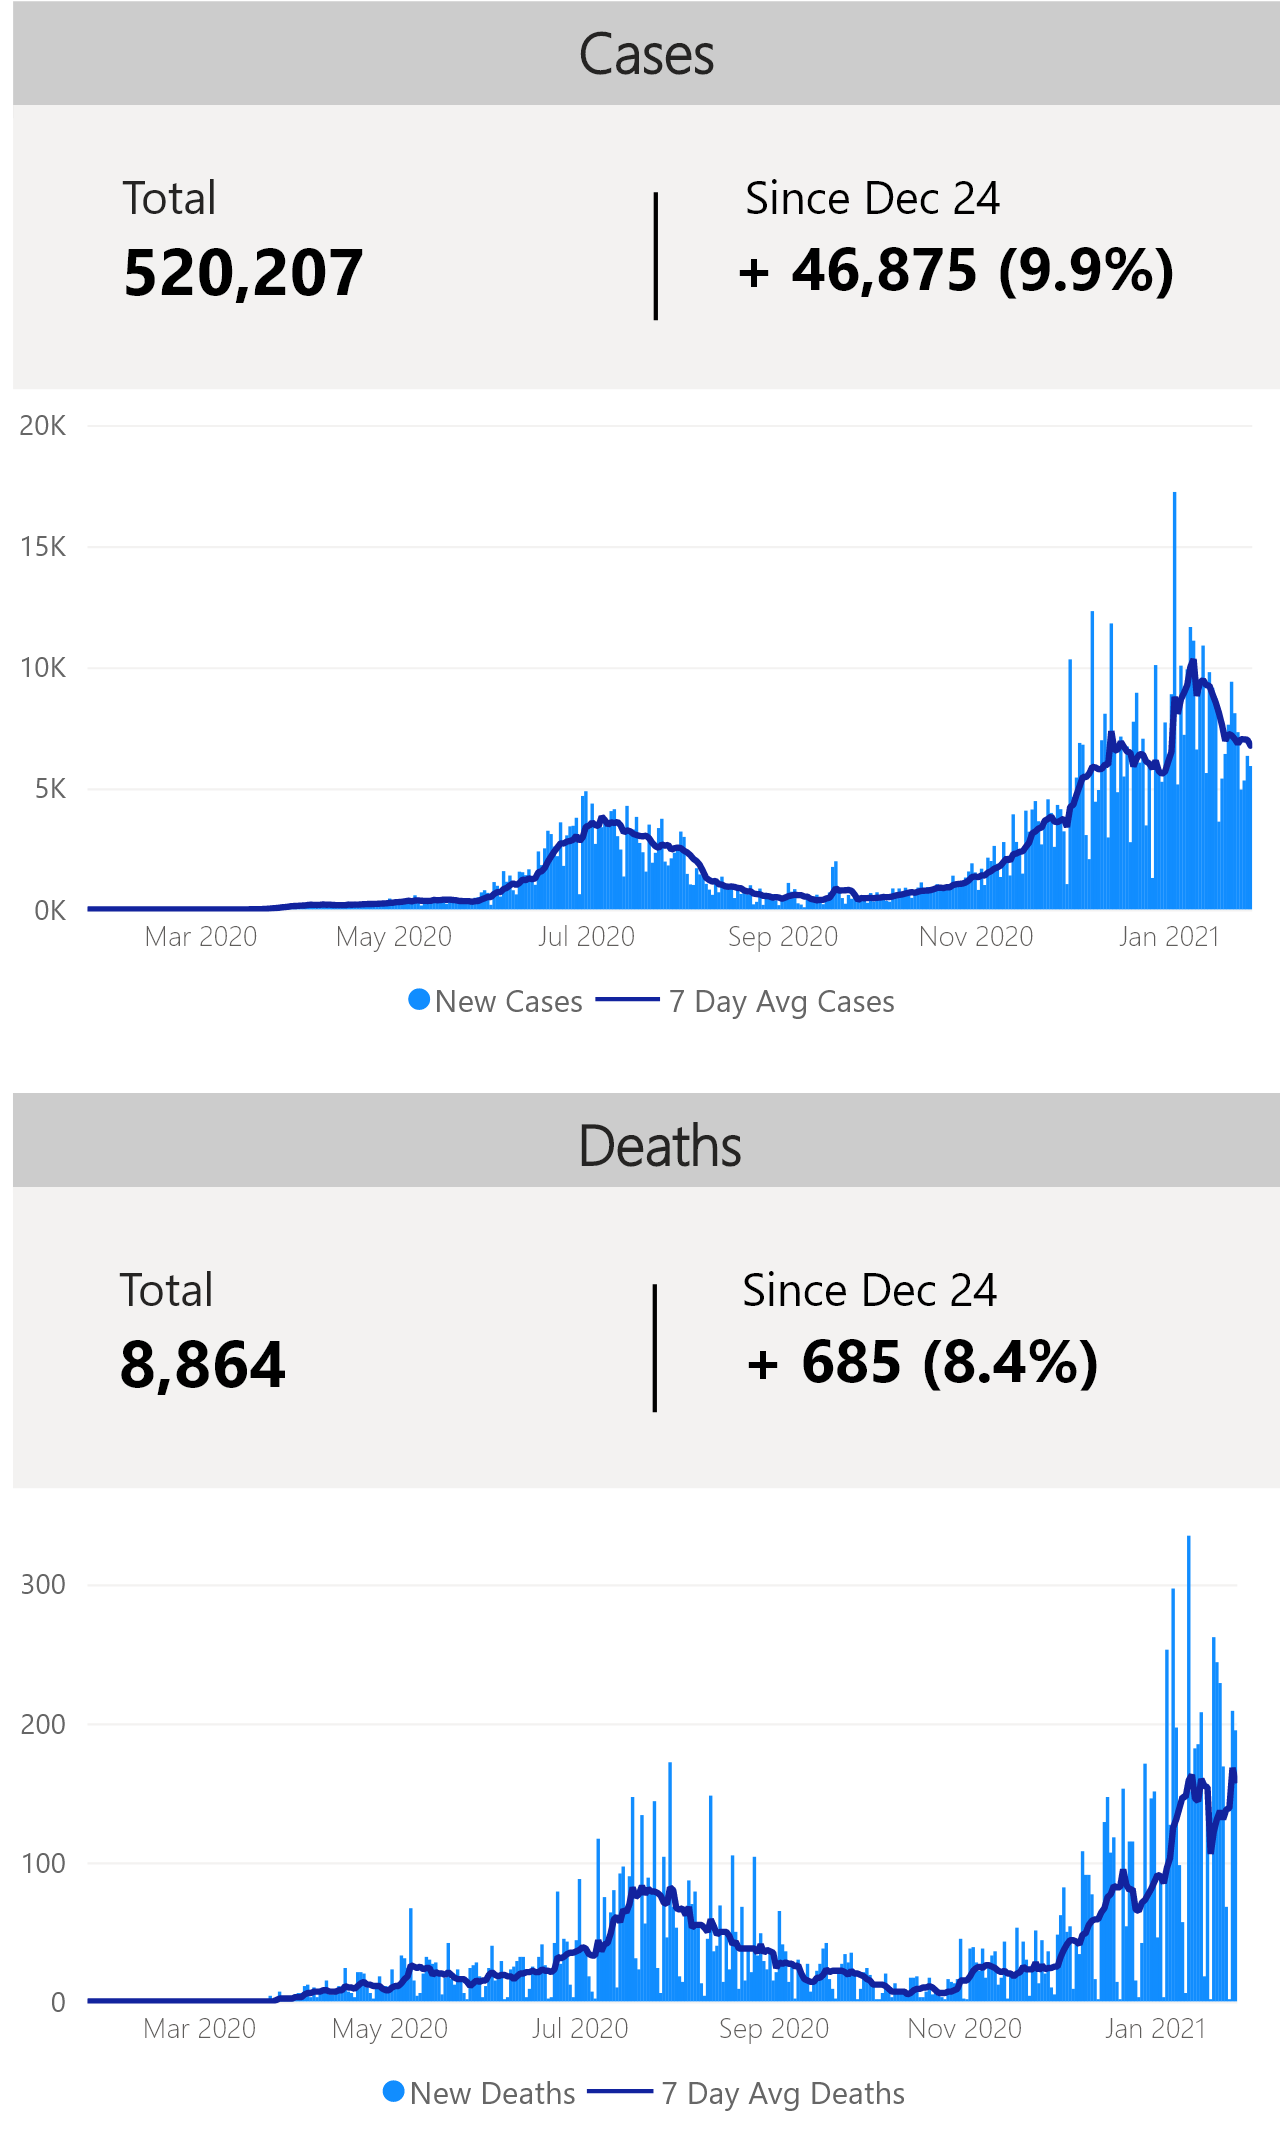 Cases
Total
Since Dec 24
520,207
+ 46,875 (9.9%)
20K
15K
10K
5K
0K
Mar 2020 May 2020 Jul 2020 Sep 2020 Nov 2020 Jan 2021
New Cases 7 Day Avg Cases
Deaths
Total
Since Dec 24
8,864
+ 685 (8.4%)
300
200
100
0
Mar 2020 May 2020 Jul 2020 Sep 2020 Nov 2020 Jan 2021
New Deaths 7 Day Avg Deaths